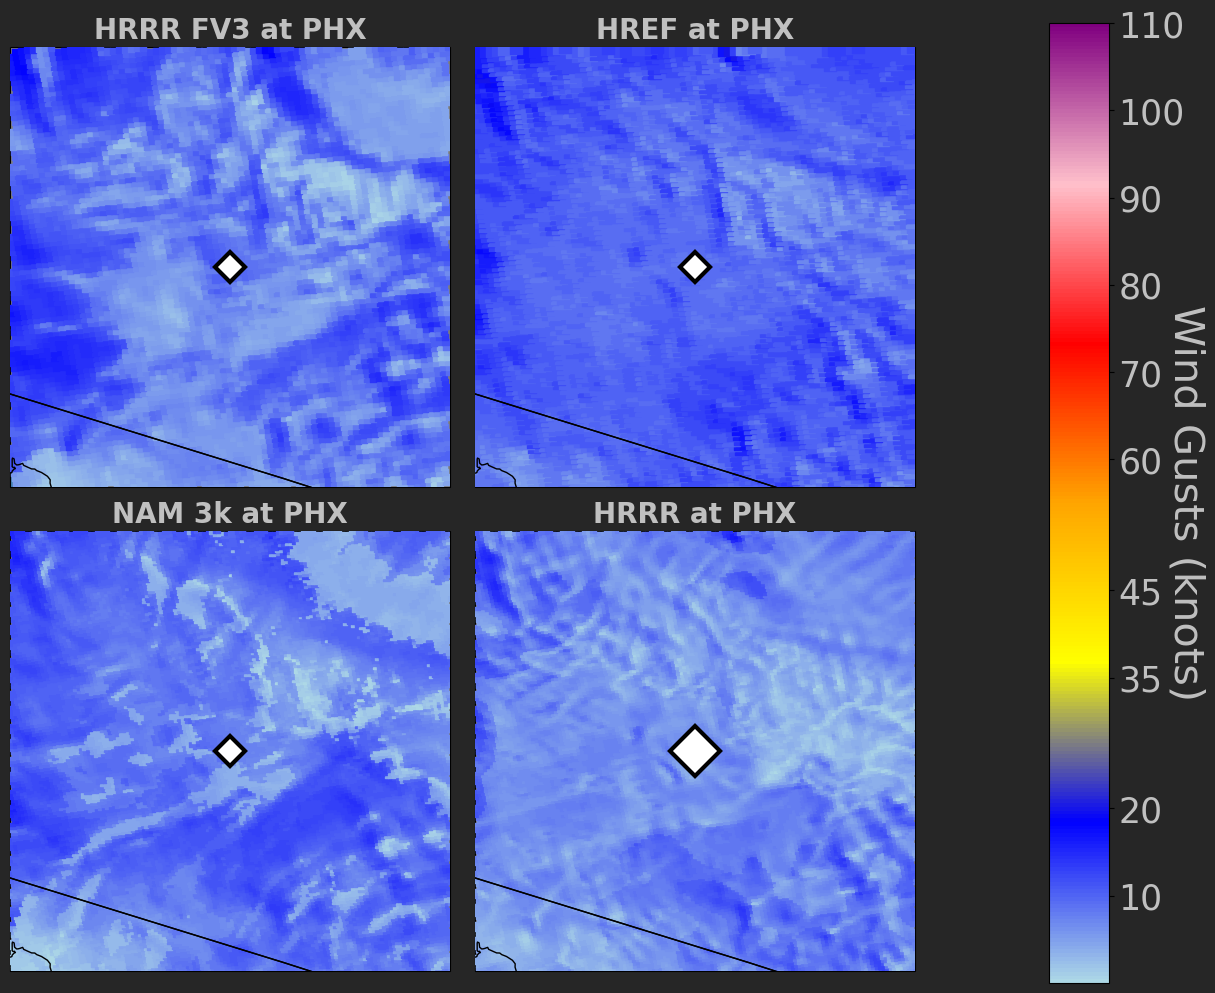 HRRR FV3 at PHX
HREF at PHX
NAM 3k at PHX
HRRR at PHX
110
100
90
80
70
60
45
35
20
10
Wind Gusts (knots)